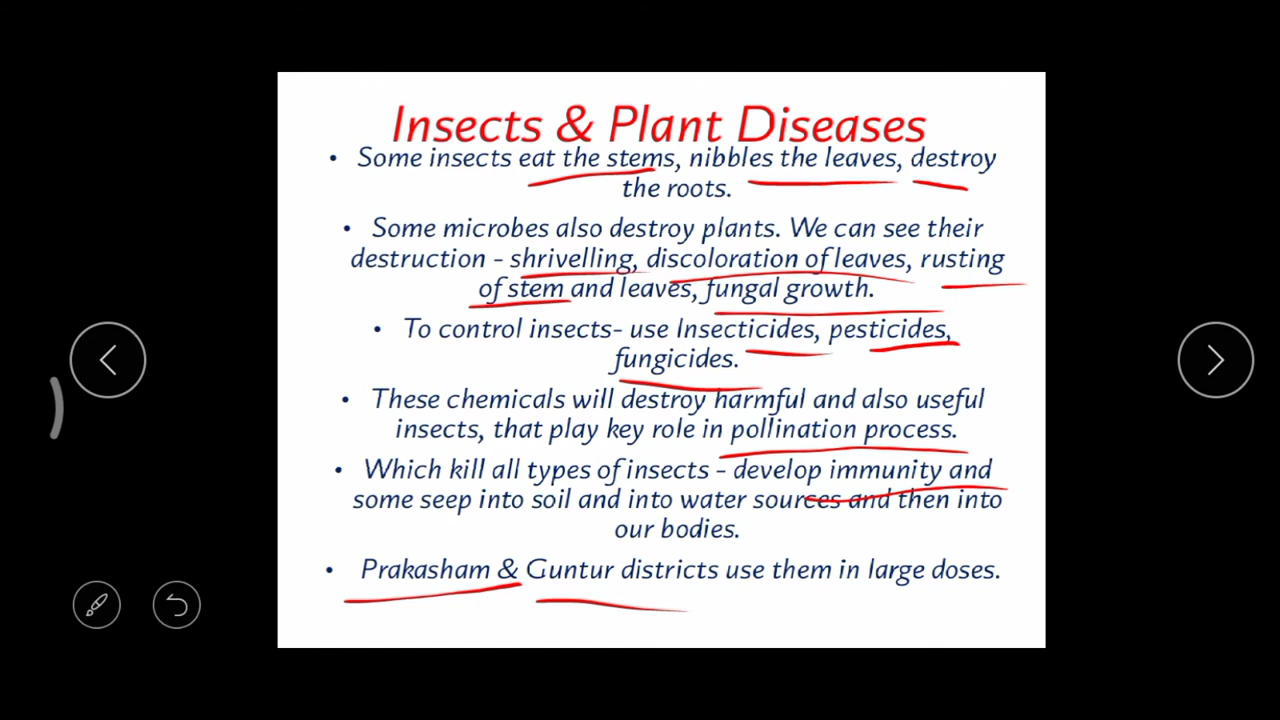 Insects & Plant Diseases
• Some insects eat the stems, nibbles the leaves, destroy
the roots.
• Some microbes also destroy plants. We can see their
destruction - shrivelling, discoloration of leaves, rusting
of stem and leaves, fungal growth.
• To control insects- use Insecticides, pesticides,
fungicides.
• These chemicals will destroy harmful and also useful
insects, that play key role in pollination process.
• Which kill all types of insects - develop immunity and
some seep into soil and into water sources and then into
our bodies.
• Prakasham & Guntur districts use them in large doses.